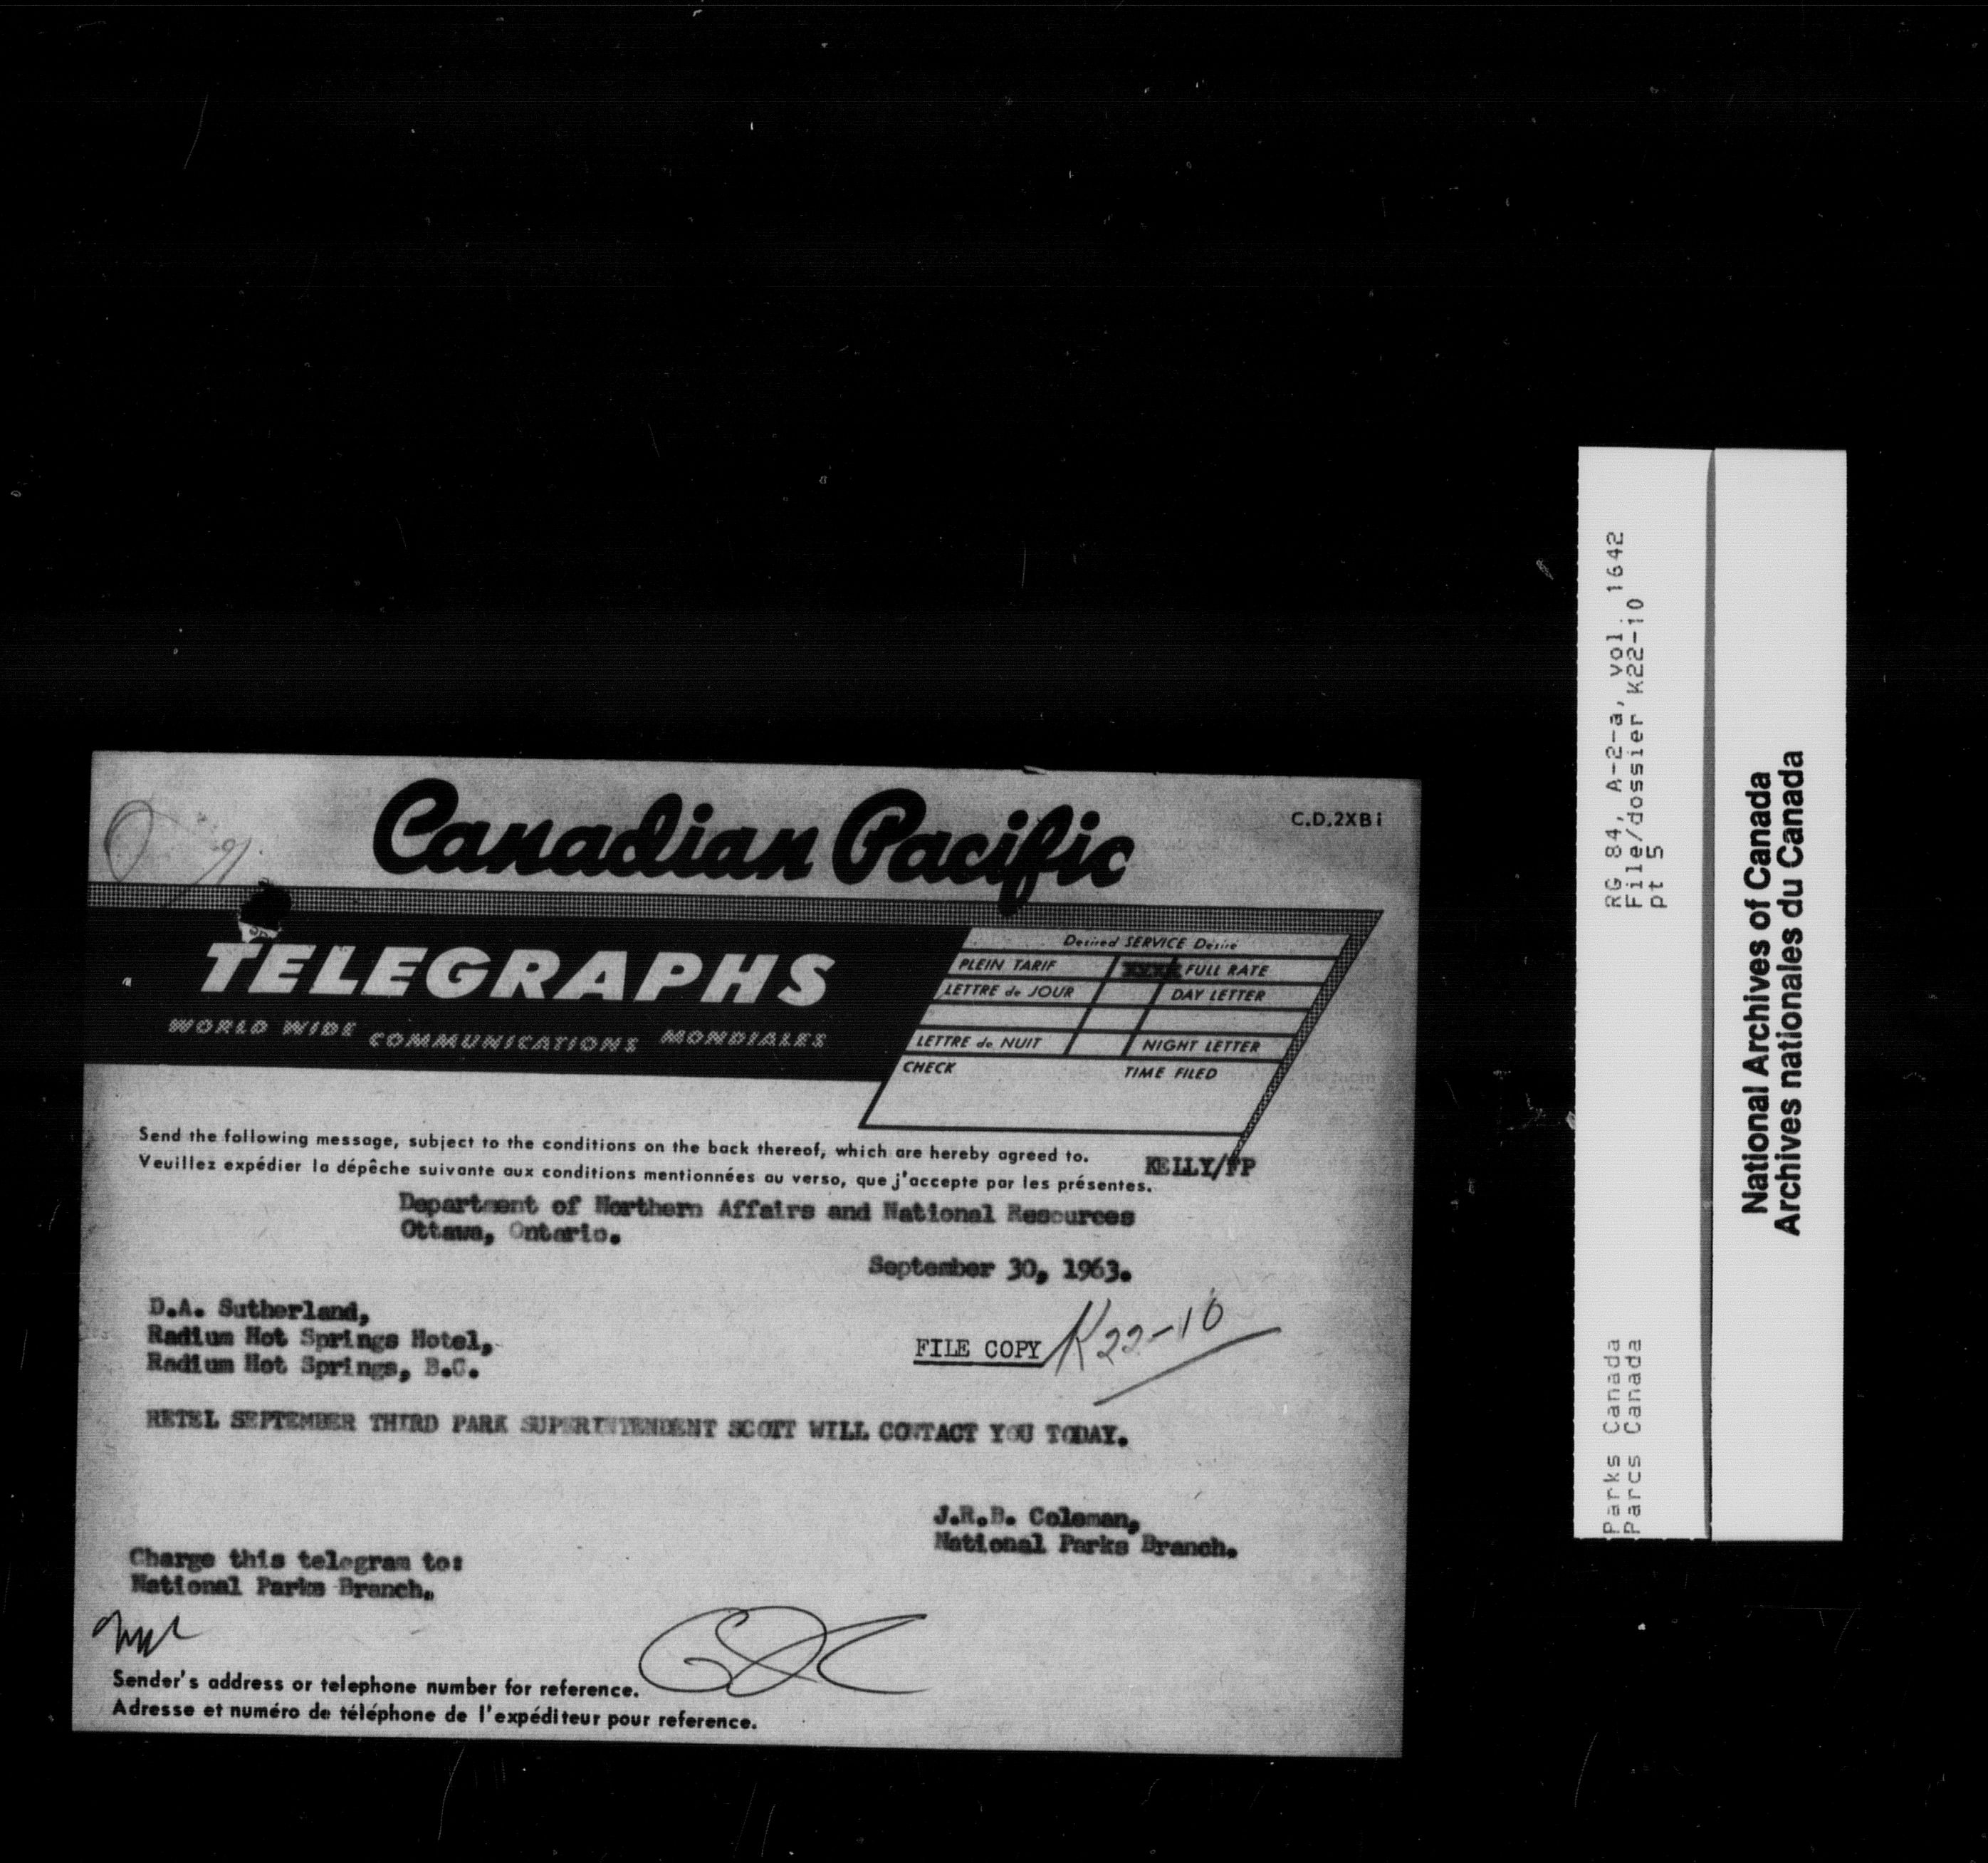 Canadian Pacific
C.D.2XBi
TELEGRAPHS
WORLD WIDE COMMUNICATIONS MONDIALES
Desired SERVICE Désiré
PLEIN TARIF XXXX FULL RATE
LETTRE de JOUR DAY LETTER
LETTRE de NUIT NIGHT LETTER
CHECK TIME FILED
Send the following message, subject to the conditions on the back thereof, which are hereby agreed to.
Veuillez expédier la dépêche suivante aux conditions mentionnées au verso, que j'accepte par les présentes.
KELLY/FP
Department of Northern Affairs and National Resources
Ottawa, Ontario.
September 30, 1963.
D.A. Sutherland,
Radium Hot Springs Hotel,
Radium Hot Springs, B.C.
FILE COPY K22-10
RETEL SEPTEMBER THIRD PARK SUPERINTENDENT SCOTT WILL CONTACT YOU TODAY.
J.R.B. Coleman,
National Parks Branch.
Charge this telegram to:
National Parks Branch.
Sender's address or telephone number for reference.
Adresse et numéro de téléphone de l'expéditeur pour reference.
RG 84, A-2-a, vol. 1642
File/dossier K22-10
pt 5
Parks Canada
Parcs Canada
National Archives of Canada
Archives nationales du Canada